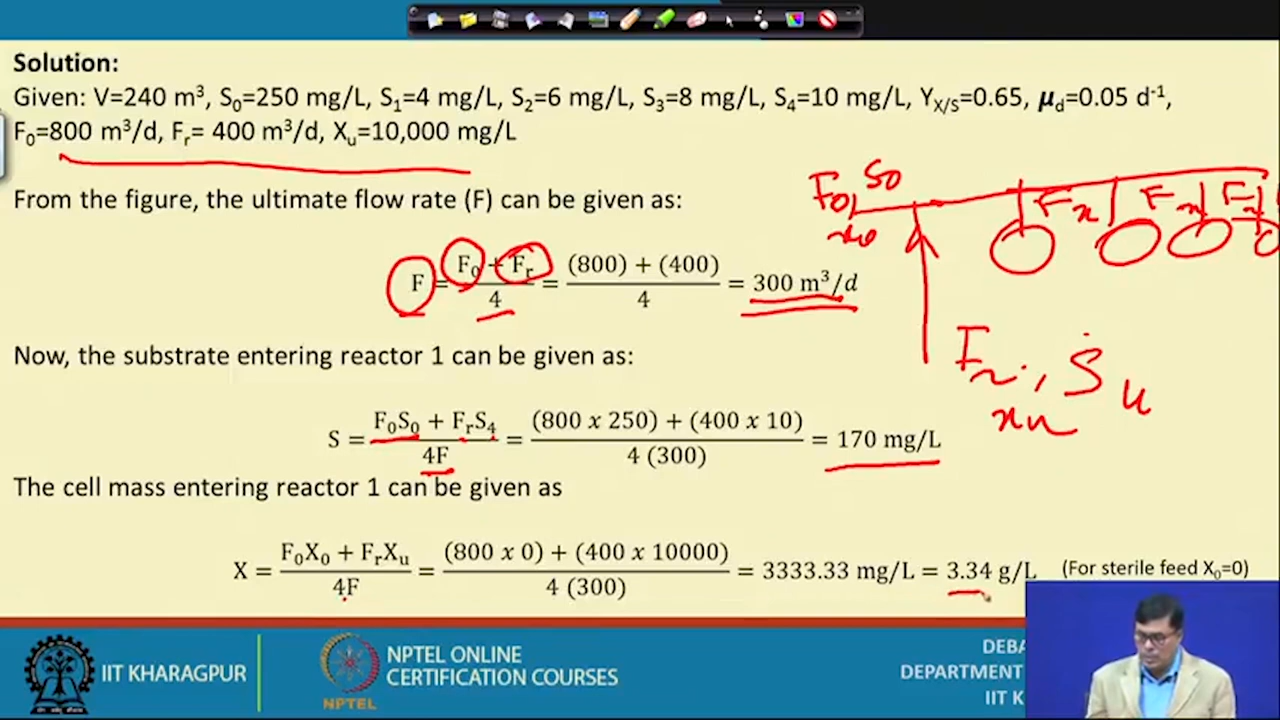 Solution:
Given: V=240 m³, S₀=250 mg/L, S₁=4 mg/L, S₂=6 mg/L, S₃=8 mg/L, S₄=10 mg/L, Y_X/S=0.65, μ_d=0.05 d⁻¹,
F₀=800 m³/d, Fᵣ= 400 m³/d, Xᵤ=10,000 mg/L
From the figure, the ultimate flow rate (F) can be given as:
F = (F₀ + Fᵣ)/4 = ((800) + (400))/4 = 300 m³/d
Now, the substrate entering reactor 1 can be given as:
S = (F₀S₀ + FᵣS₄)/4F = ((800 x 250) + (400 x 10))/4 (300) = 170 mg/L
The cell mass entering reactor 1 can be given as
X = (F₀X₀ + FᵣXᵤ)/4F = ((800 x 0) + (400 x 10000))/4 (300) = 3333.33 mg/L = 3.34 g/L (For sterile feed X₀=0)
F₀ S₀
x₀
Fᵣ, Sᵤ
xᵤ
IIT KHARAGPUR
NPTEL
NPTEL ONLINE
CERTIFICATION COURSES
DEBA
DEPARTMENT
IIT K